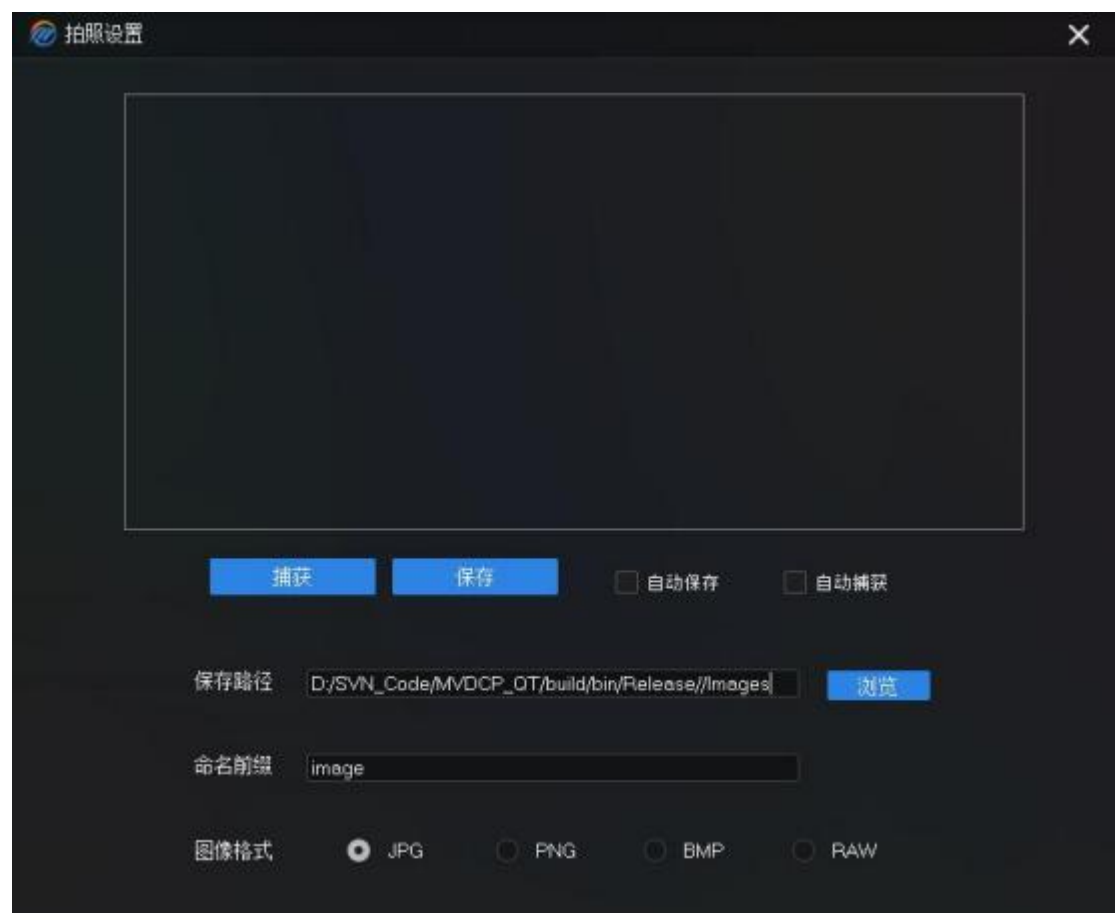 拍照设置
捕获 保存 自动保存 自动捕获
保存路径 D:/SVN_Code/MVDCP_OT/build/bin/Release//Images 浏览
命名前缀 image
图像格式 JPG PNG BMP RAW